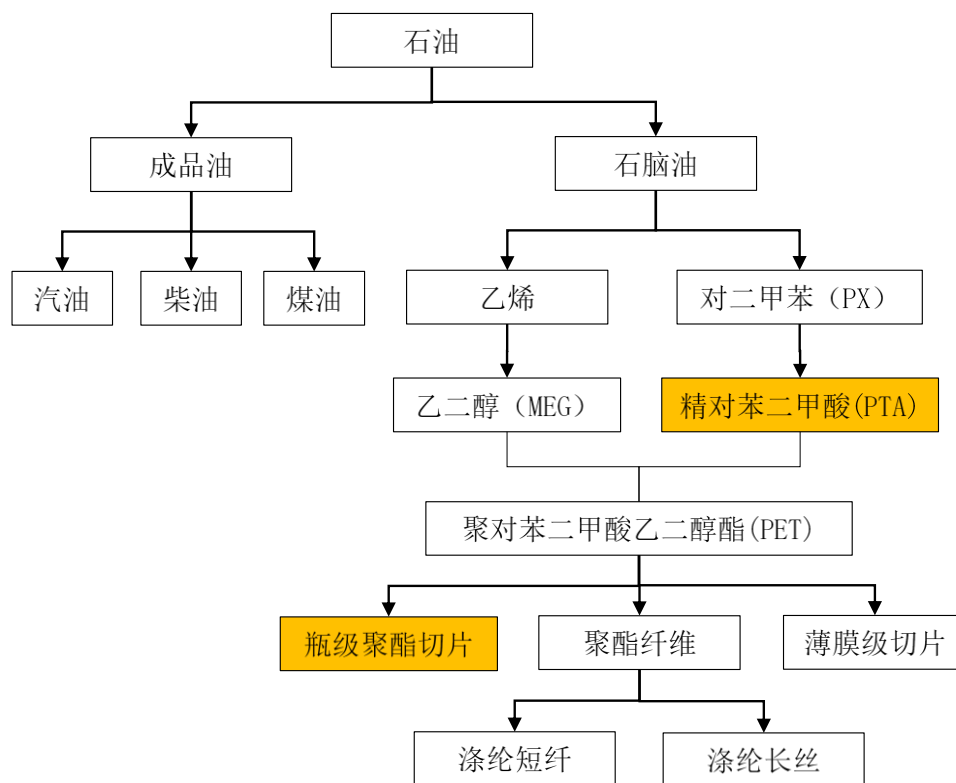 石油
成品油
石脑油
汽油
柴油
煤油
乙烯
对二甲苯（PX）
乙二醇（MEG）
精对苯二甲酸(PTA)
聚对苯二甲酸乙二醇酯(PET)
瓶级聚酯切片
聚酯纤维
薄膜级切片
涤纶短纤
涤纶长丝